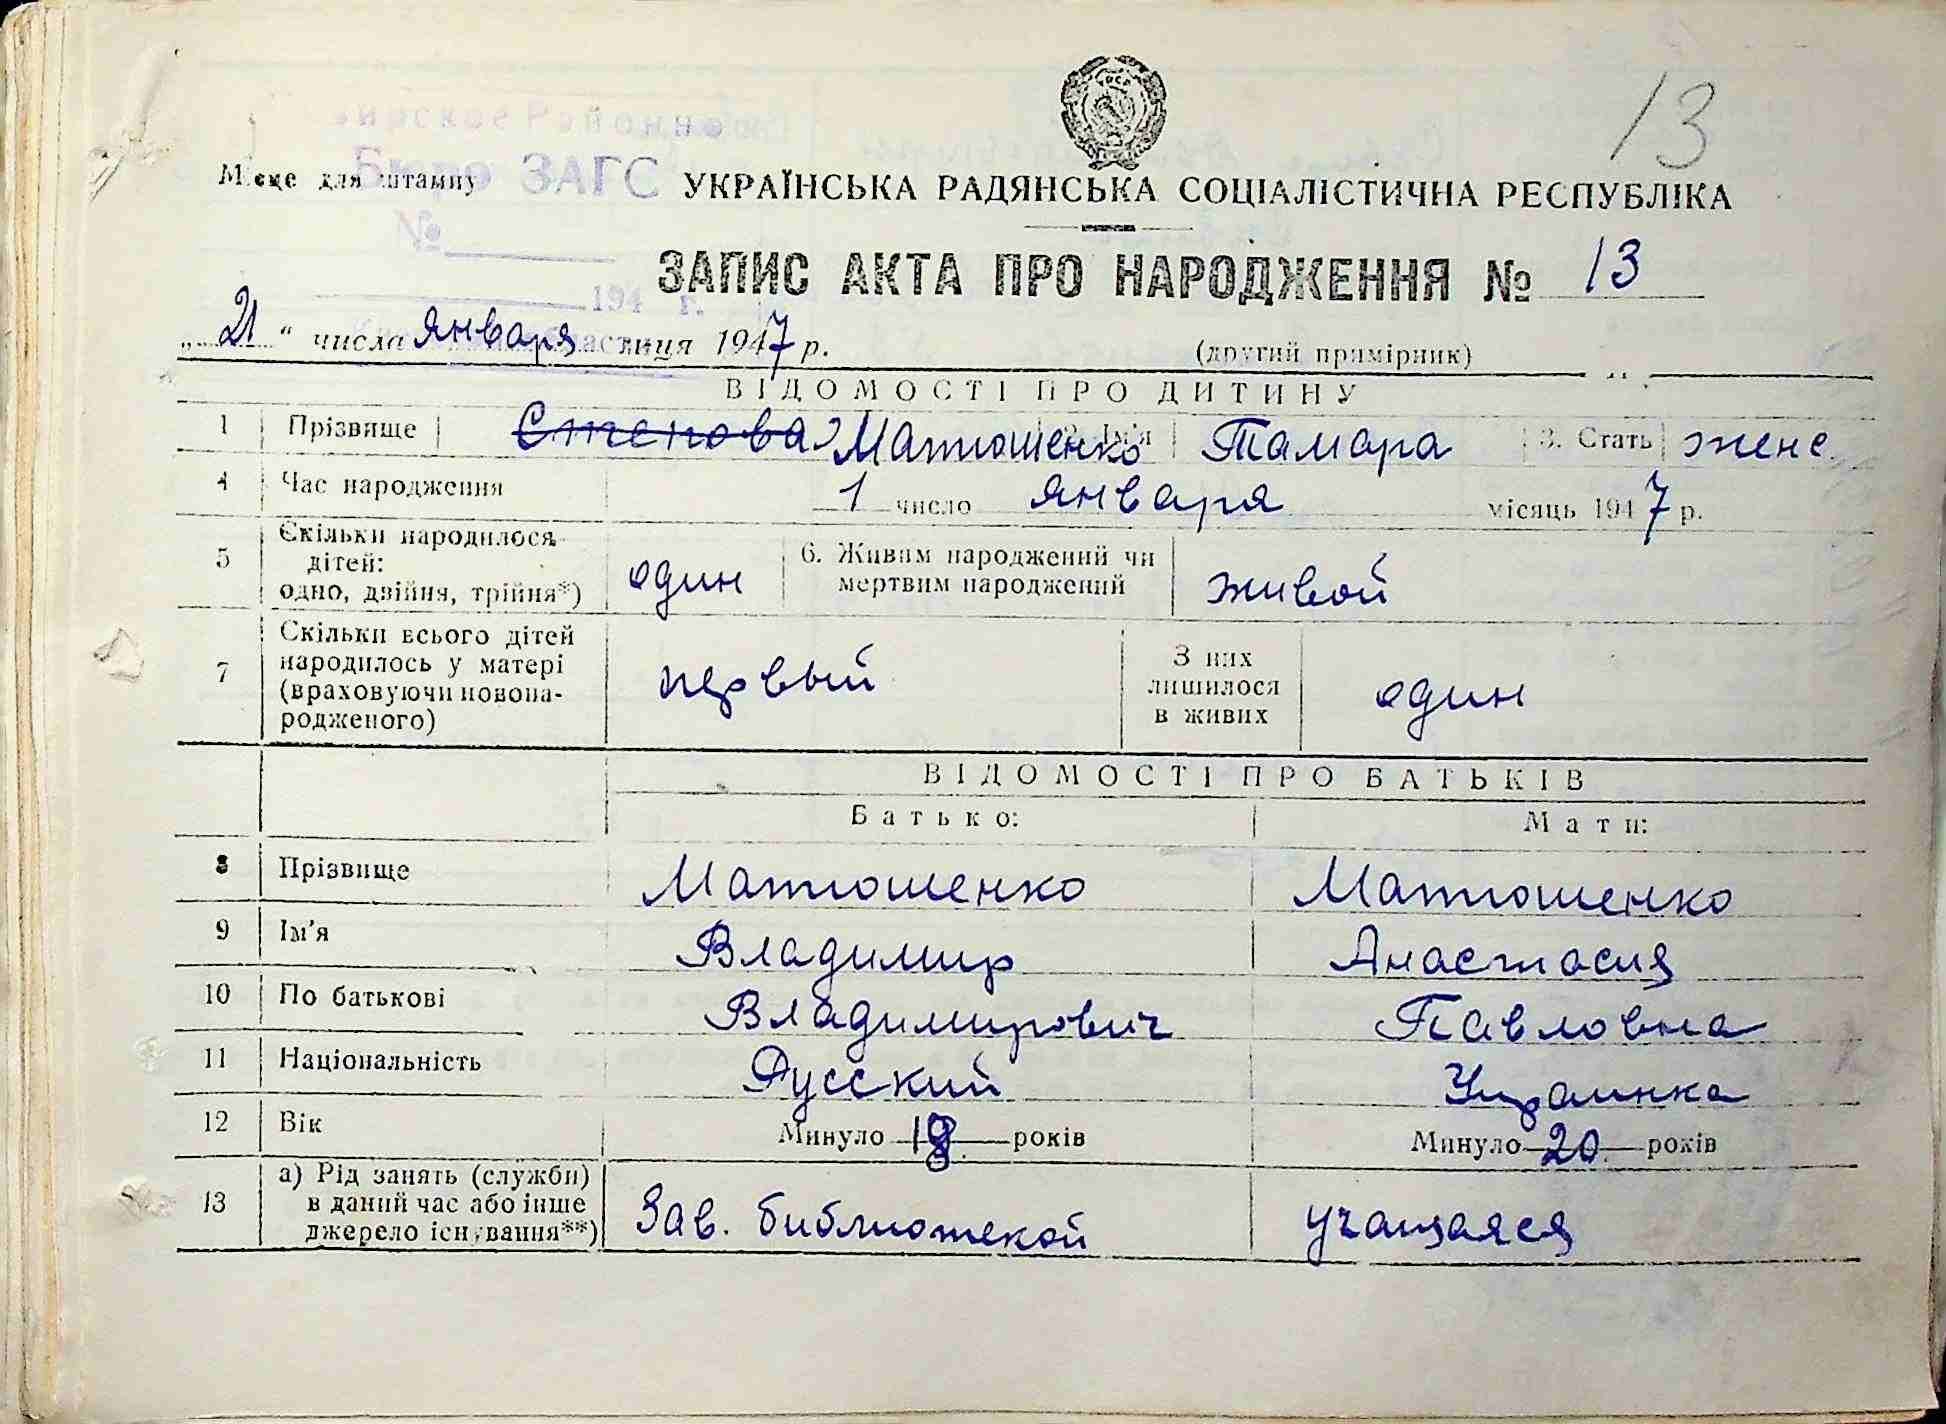 13
Районное
Бюро ЗАГС
Місце для штампу
УКРАЇНСЬКА РАДЯНСЬКА СОЦІАЛІСТИЧНА РЕСПУБЛІКА
№
194 г.
ЗАПИС АКТА ПРО НАРОДЖЕННЯ № 13
„21“ числа января 1947 р.
(другий примірник)
ВІДОМОСТІ ПРО ДИТИНУ
1 Прізвище Степова Матюшенко 2. Ім'я Тамара 3. Стать женс.
4 Час народження 1 число января місяць 1947 р.
5 Скільки народилося
дітей:
одно, двійня, трійня*) один
6. Живим народжений чи
мертвим народжений живой
7 Скільки всього дітей
народилось у матері
(враховуючи новона-
родженого) первый
З них
лишилося
в живих один
ВІДОМОСТІ ПРО БАТЬКІВ
Батько: Мати:
8 Прізвище Матюшенко Матюшенко
9 Ім'я Владимир Анастасия
10 По батькові Владимирович Павловна
11 Національність Русский Украинка
12 Вік Минуло 18 років Минуло 20 років
13 а) Рід занять (служби)
в даний час або інше
джерело існування**) Зав. библиотекой учащаяся